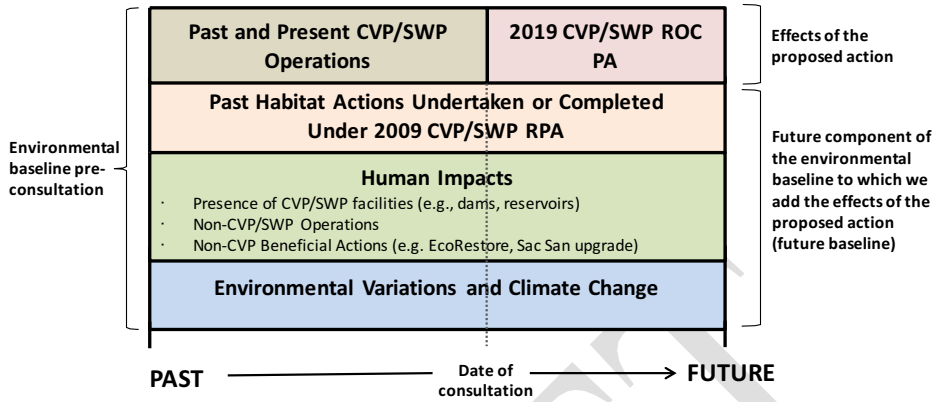 Past and Present CVP/SWP
Operations
2019 CVP/SWP ROC
PA
Effects of the
proposed action
Past Habitat Actions Undertaken or Completed
Under 2009 CVP/SWP RPA
Environmental
baseline pre-
consultation
Human Impacts
· Presence of CVP/SWP facilities (e.g., dams, reservoirs)
· Non-CVP/SWP Operations
· Non-CVP Beneficial Actions (e.g. EcoRestore, Sac San upgrade)
Future component of
the environmental
baseline to which we
add the effects of the
proposed action
(future baseline)
Environmental Variations and Climate Change
PAST
Date of
consultation
FUTURE